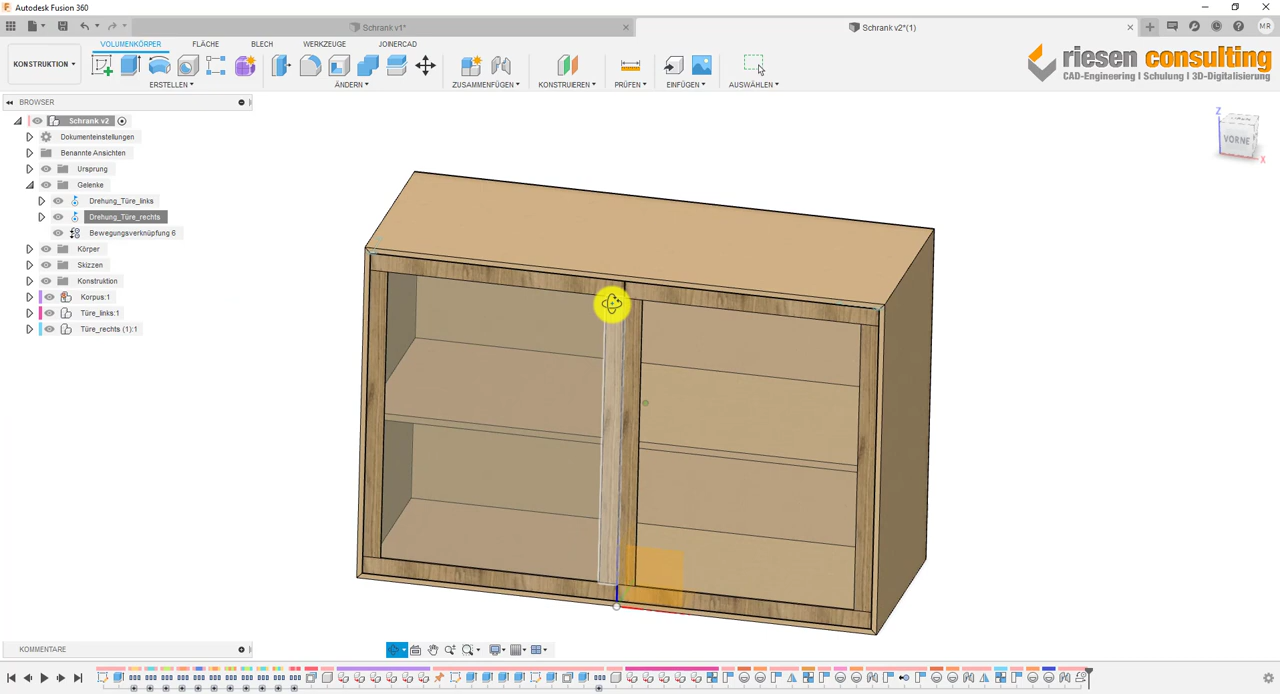 Autodesk Fusion 360
Schrank v1*
Schrank v2*(1)
MR
KONSTRUKTION
VOLUMENKÖRPER
FLÄCHE
BLECH
WERKZEUGE
JOINERCAD
ERSTELLEN
ÄNDERN
ZUSAMMENFÜGEN
KONSTRUIEREN
PRÜFEN
EINFÜGEN
AUSWÄHLEN
riesen consulting
CAD-Engineering | Schulung | 3D-Digitalisierung
BROWSER
Schrank v2
Dokumenteinstellungen
Benannte Ansichten
Ursprung
Gelenke
Drehung_Türe_links
Drehung_Türe_rechts
Bewegungsverknüpfung 6
Körper
Skizzen
Konstruktion
Korpus:1
Türe_links:1
Türe_rechts (1):1
Z
VORNE
X
KOMMENTARE